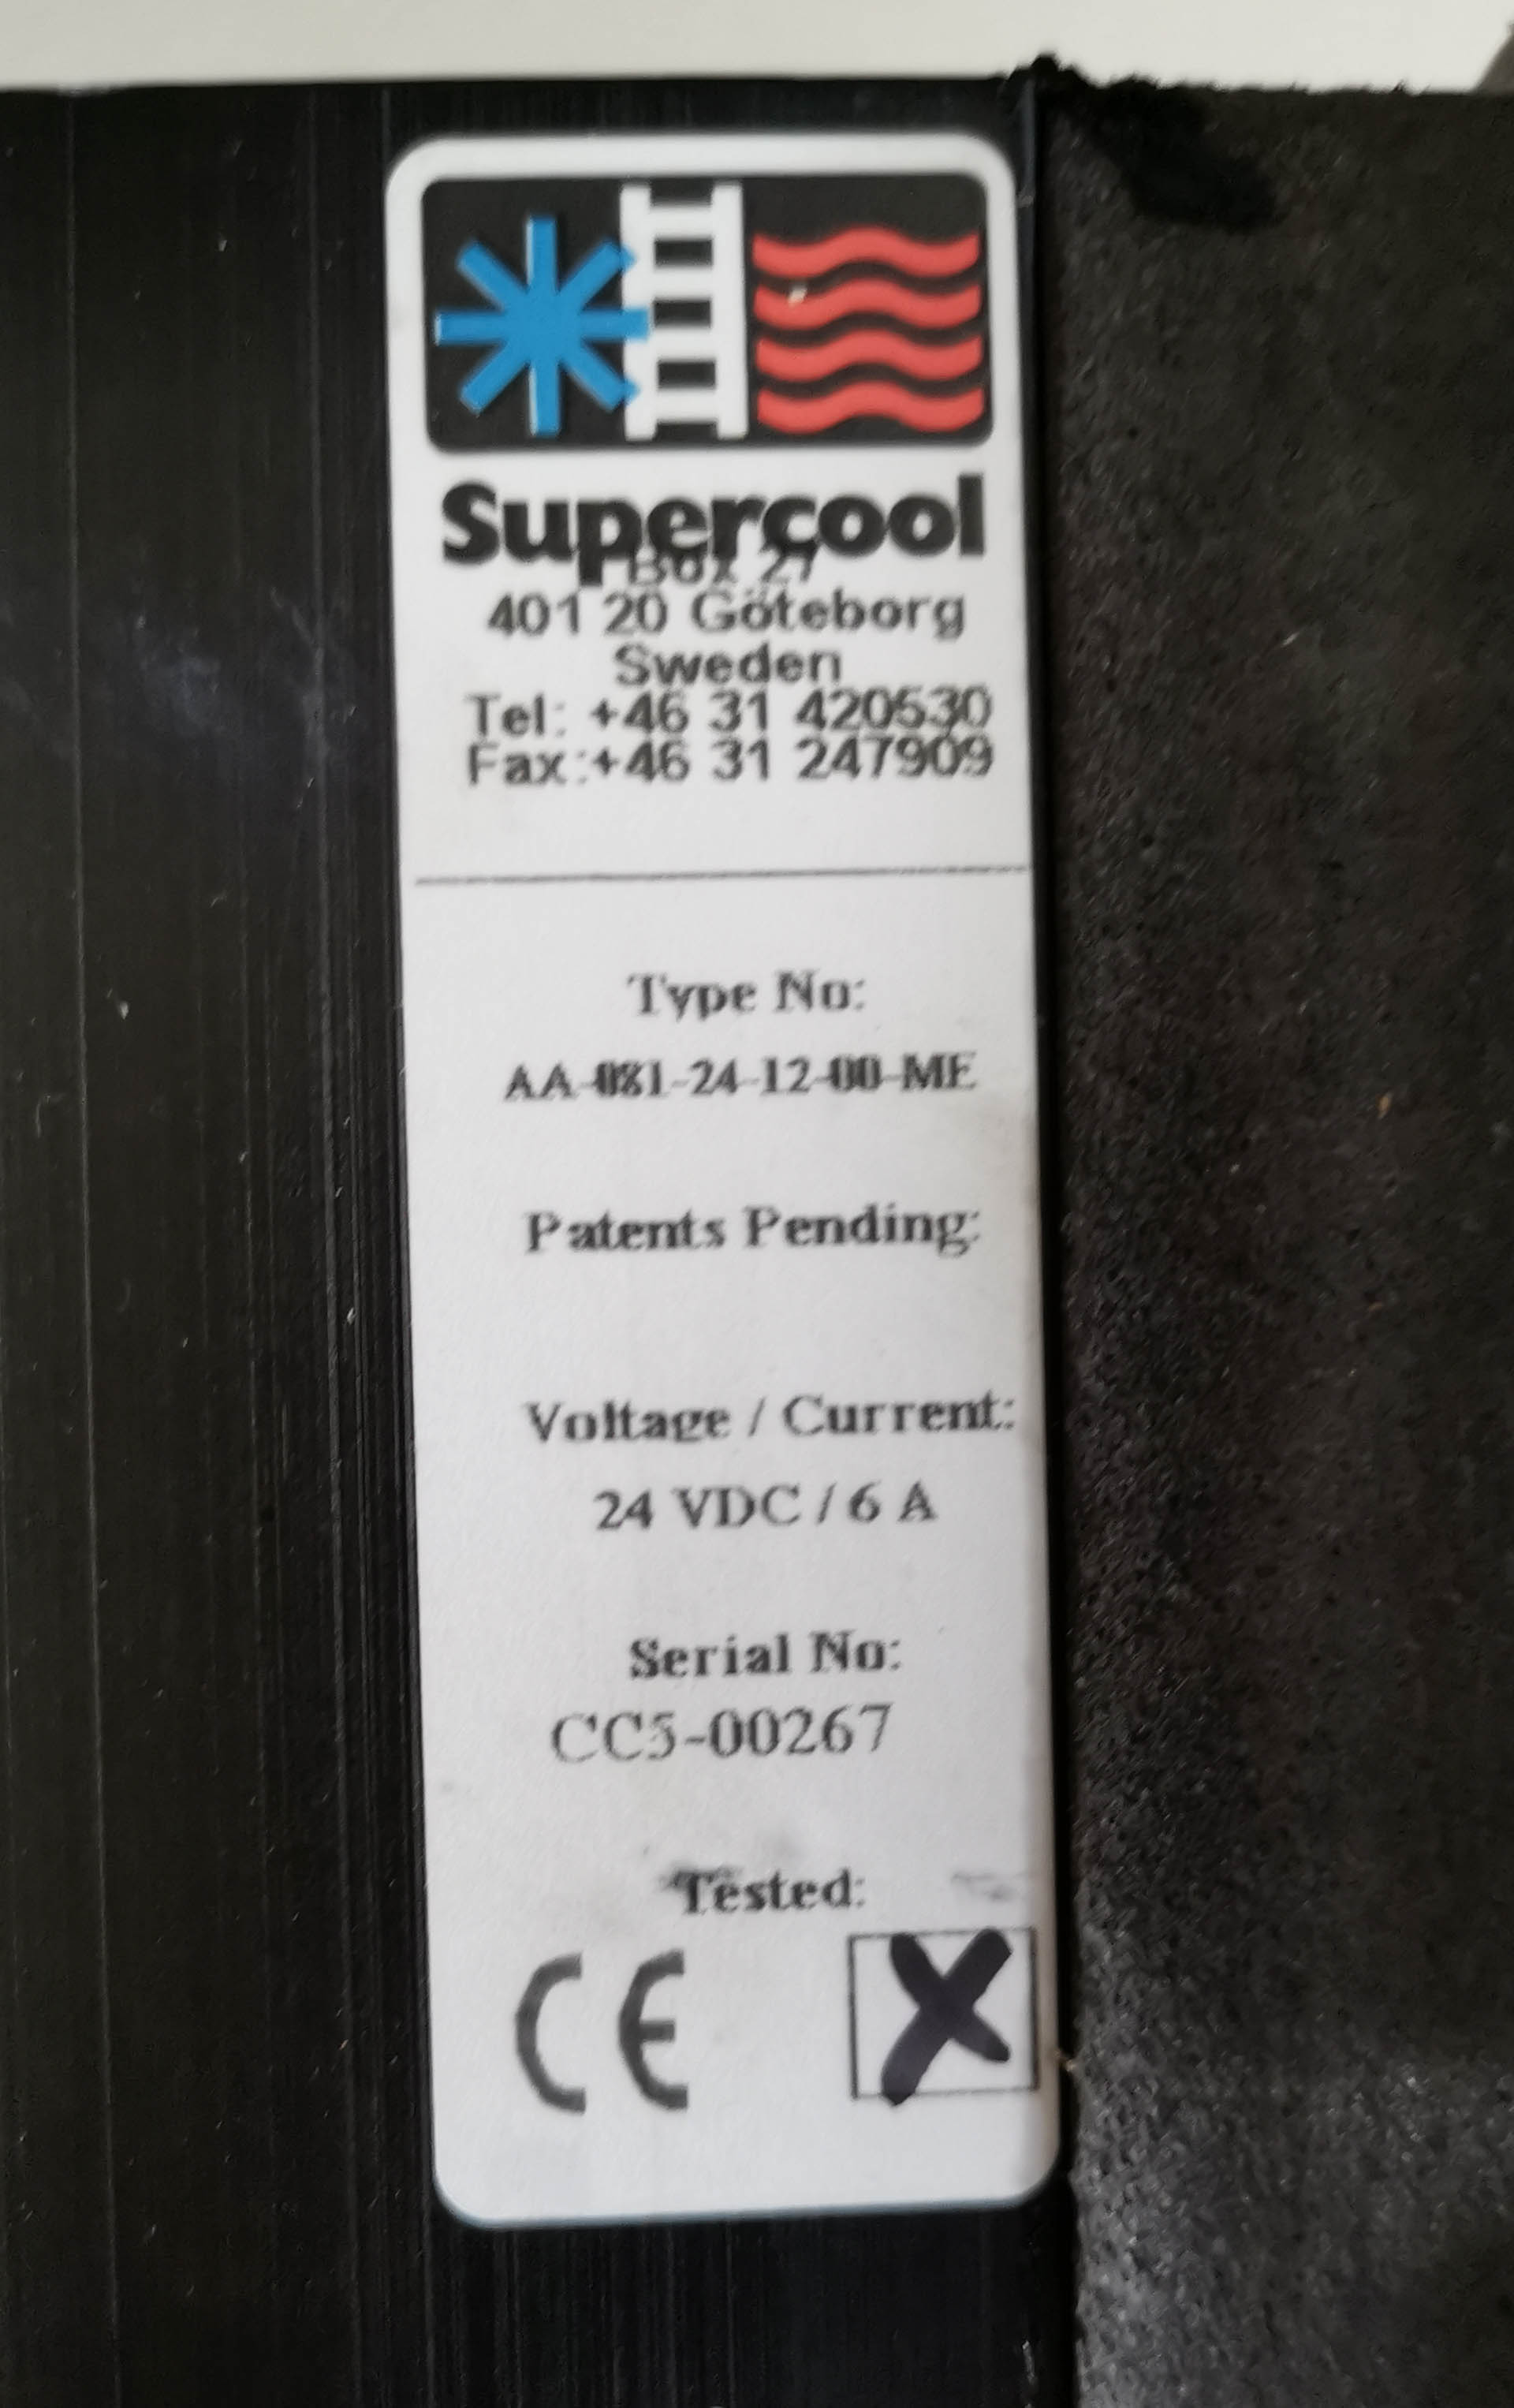 Supercool
Box 27
401 20 Göteborg
Sweden
Tel: +46 31 420530
Fax:+46 31 247909
Type No:
AA-081-24-12-00-ME
Patents Pending:
Voltage / Current:
24 VDC / 6 A
Serial No:
CC5-00267
Tested:
CE X